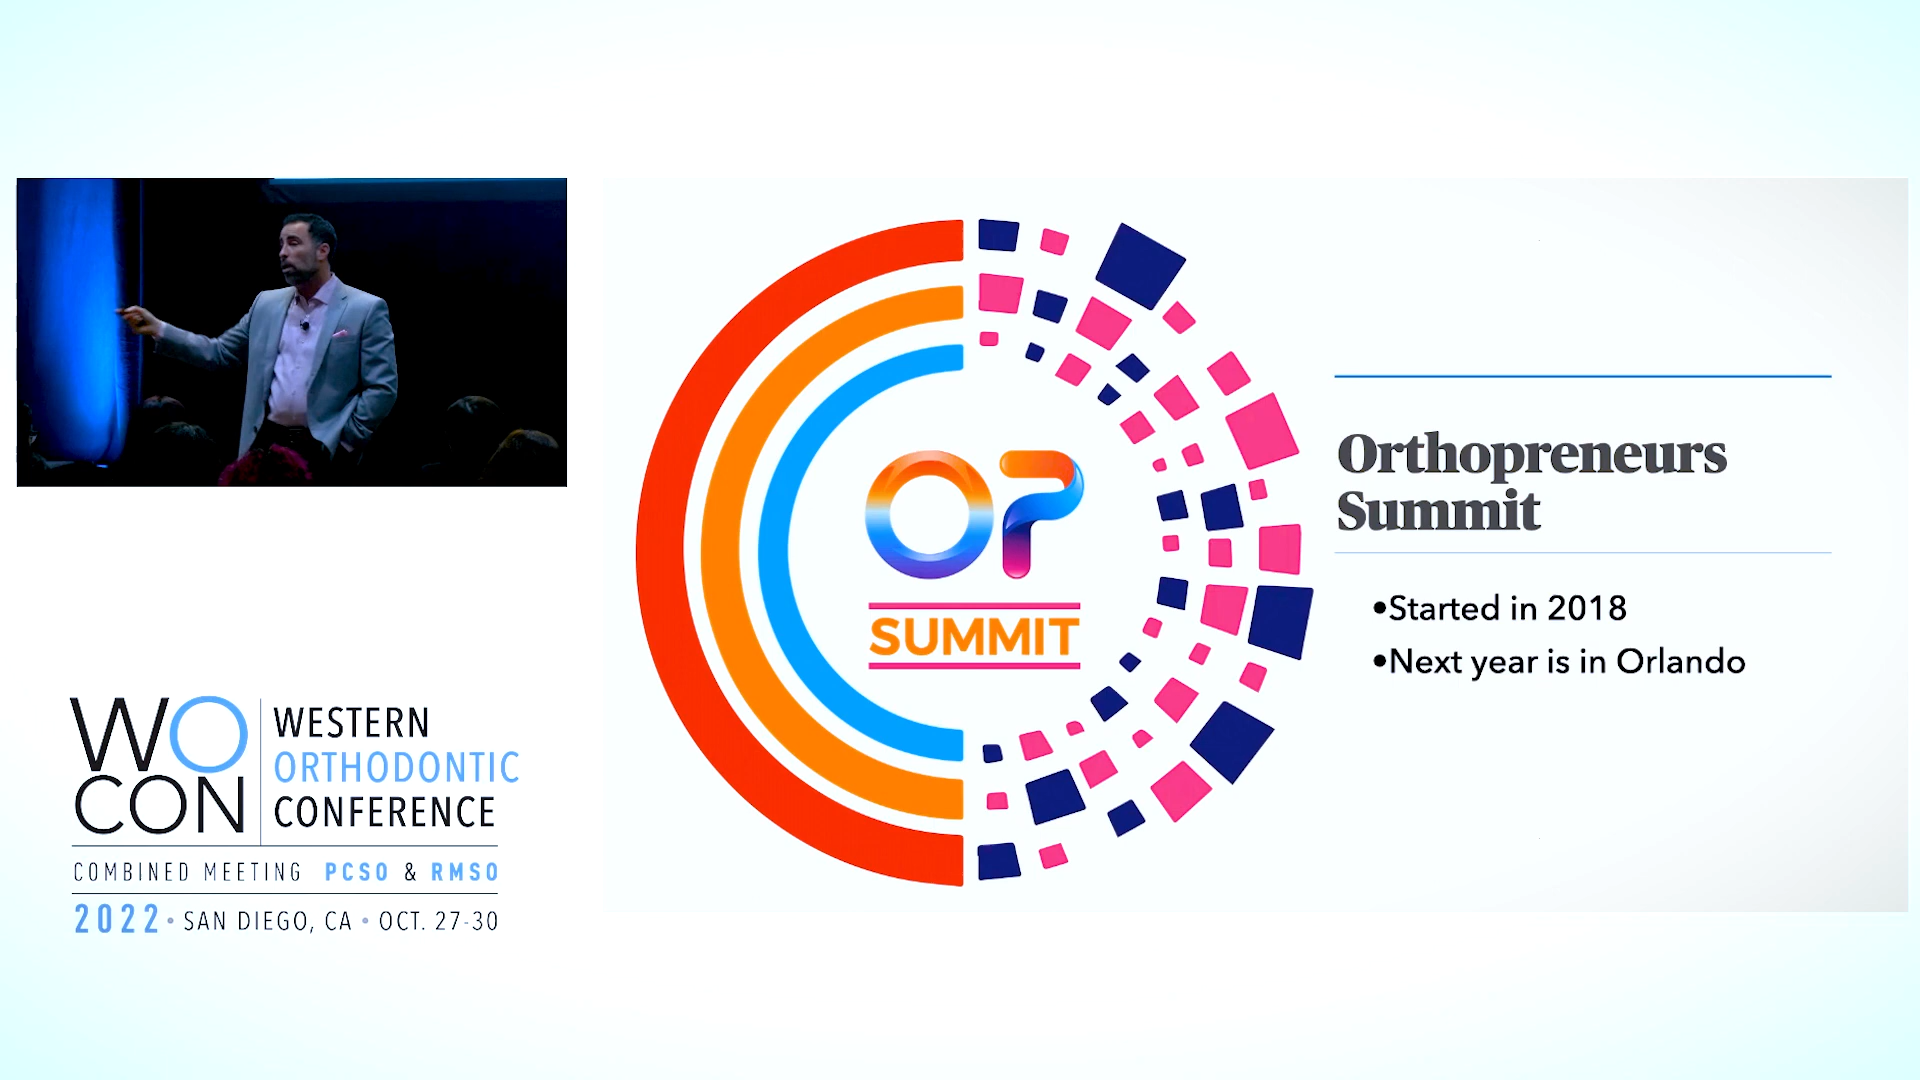 OP
SUMMIT
Orthopreneurs
Summit
•Started in 2018
•Next year is in Orlando
WO
CON
WESTERN
ORTHODONTIC
CONFERENCE
COMBINED MEETING PCSO & RMSO
2022 • SAN DIEGO, CA • OCT. 27-30